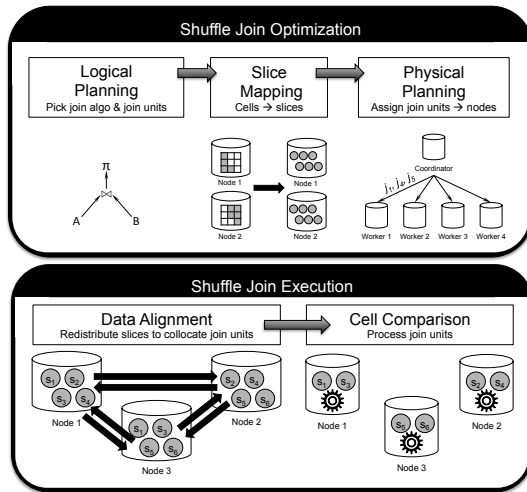 Shuffle Join Optimization
Logical Planning
Pick join algo & join units
Slice Mapping
Cells → slices
Physical Planning
Assign join units → nodes
π
⋈
A B
Node 1 Node 1
Node 2 Node 2
Coordinator
j1, j4, j5
Worker 1 Worker 2 Worker 3 Worker 4
Shuffle Join Execution
Data Alignment
Redistribute slices to collocate join units
Cell Comparison
Process join units
S1 S2
S3 S4
Node 1
S2 S4
S5 S6
Node 2
S1 S3
S5 S6
Node 3
S1 S3
Node 1
S2 S4
Node 2
S5 S6
Node 3